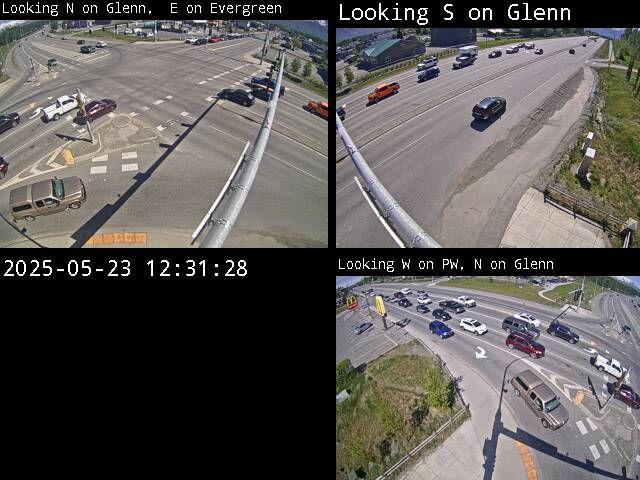 Looking N on Glenn,  E on Evergreen
Looking S on Glenn
2025-05-23 12:31:28
Looking W on PW, N on Glenn